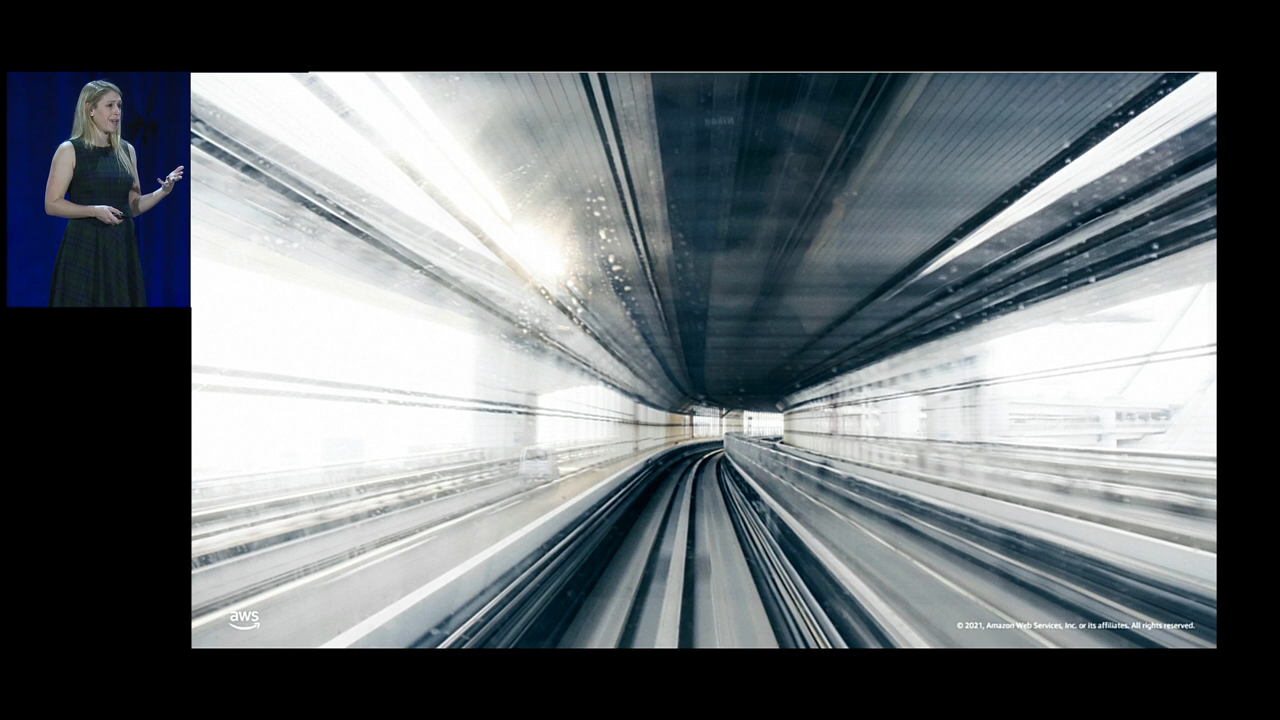 aws
© 2021, Amazon Web Services, Inc. or its affiliates. All rights reserved.